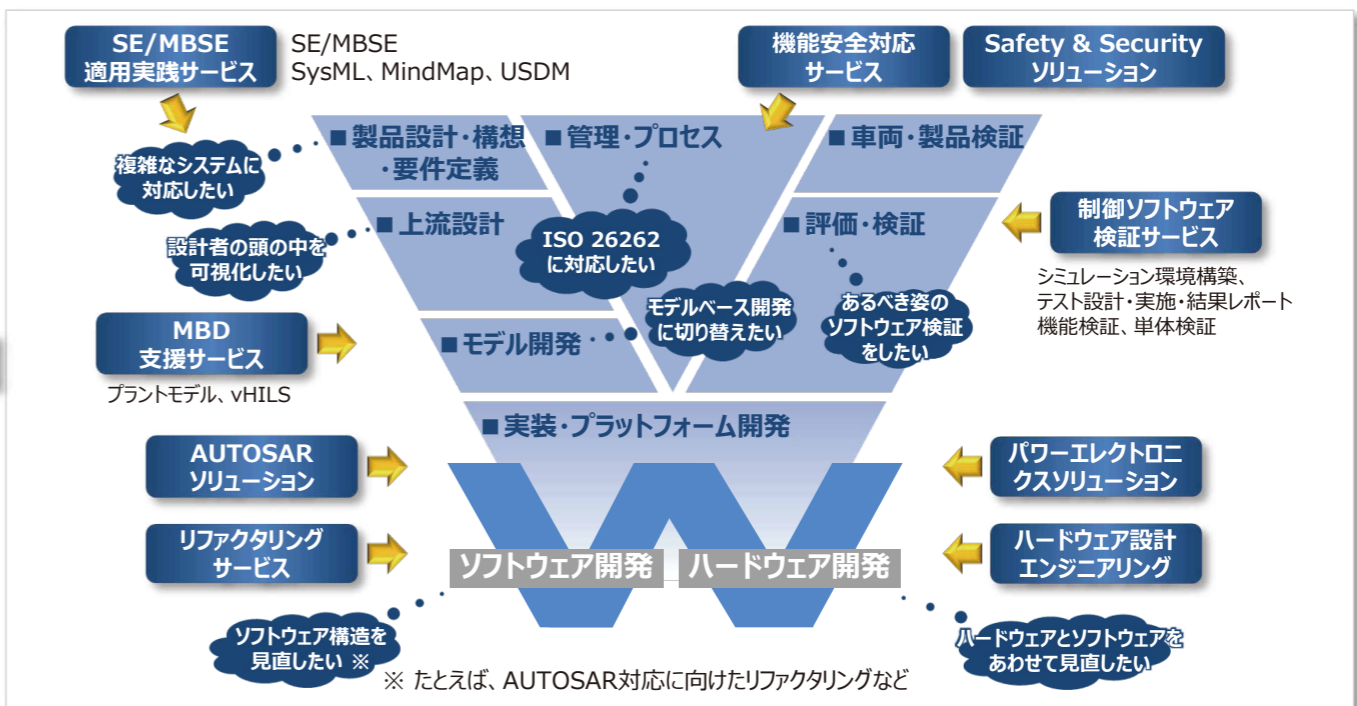 SE/MBSE
適用実践サービス
SE/MBSE
SysML、MindMap、USDM
機能安全対応
サービス
Safety & Security
ソリューション
■製品設計・構想
・要件定義
■管理・プロセス
■車両・製品検証
複雑なシステムに
対応したい
■上流設計
■評価・検証
ISO 26262
に対応したい
設計者の頭の中を
可視化したい
制御ソフトウェア
検証サービス
シミュレーション環境構築、
テスト設計・実施・結果レポート
機能検証、単体検証
モデルベース開発
に切り替えたい
あるべき姿の
ソフトウェア検証
をしたい
MBD
支援サービス
プラントモデル、vHILS
■モデル開発
■実装・プラットフォーム開発
AUTOSAR
ソリューション
パワーエレクトロニ
クスソリューション
リファクタリング
サービス
ソフトウェア開発
ハードウェア開発
ハードウェア設計
エンジニアリング
ソフトウェア構造を
見直したい ※
ハードウェアとソフトウェアを
あわせて見直したい
※ たとえば、AUTOSAR対応に向けたリファクタリングなど